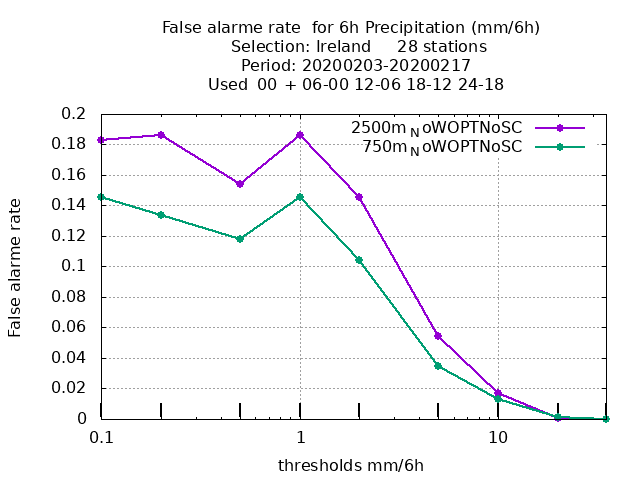 False alarme rate  for 6h Precipitation (mm/6h)
Selection: Ireland     28 stations
Period: 20200203-20200217
Used  00  + 06-00 12-06 18-12 24-18
2500m_NoWOPTNoSC
750m_NoWOPTNoSC
False alarme rate
0.2
0.18
0.16
0.14
0.12
0.1
0.08
0.06
0.04
0.02
0
0.1 1 10
thresholds mm/6h